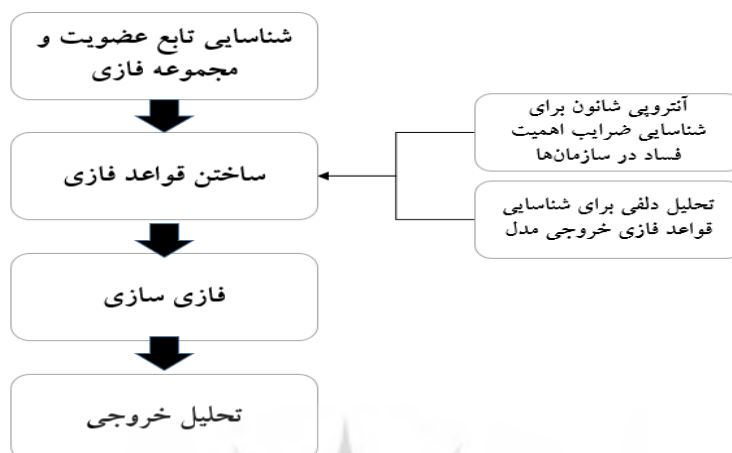 شناسایی تابع عضویت و
مجموعه فازی
ساختن قواعد فازی
آنتروپی شانون برای
شناسایی ضرایب اهمیت
فساد در سازمان‌ها
تحلیل دلفی برای شناسایی
قواعد فازی خروجی مدل
فازی سازی
تحلیل خروجی